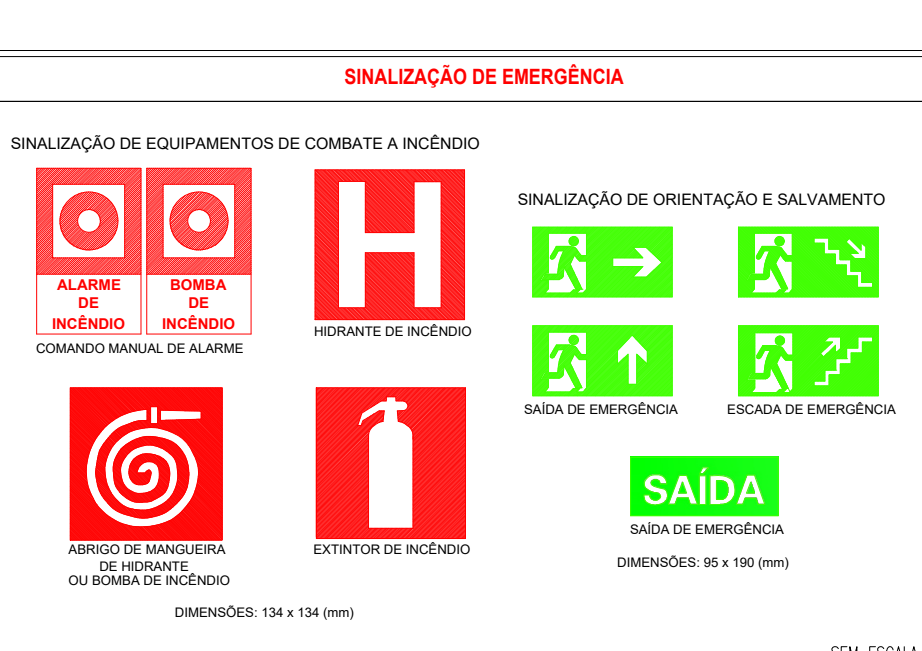 SINALIZAÇÃO DE EMERGÊNCIA
SINALIZAÇÃO DE EQUIPAMENTOS DE COMBATE A INCÊNDIO
ALARME
DE
INCÊNDIO
BOMBA
DE
INCÊNDIO
COMANDO MANUAL DE ALARME
H
HIDRANTE DE INCÊNDIO
ABRIGO DE MANGUEIRA
DE HIDRANTE
OU BOMBA DE INCÊNDIO
EXTINTOR DE INCÊNDIO
DIMENSÕES: 134 x 134 (mm)
SINALIZAÇÃO DE ORIENTAÇÃO E SALVAMENTO
SAÍDA DE EMERGÊNCIA
ESCADA DE EMERGÊNCIA
SAÍDA
SAÍDA DE EMERGÊNCIA
DIMENSÕES: 95 x 190 (mm)
SEM ESCALA